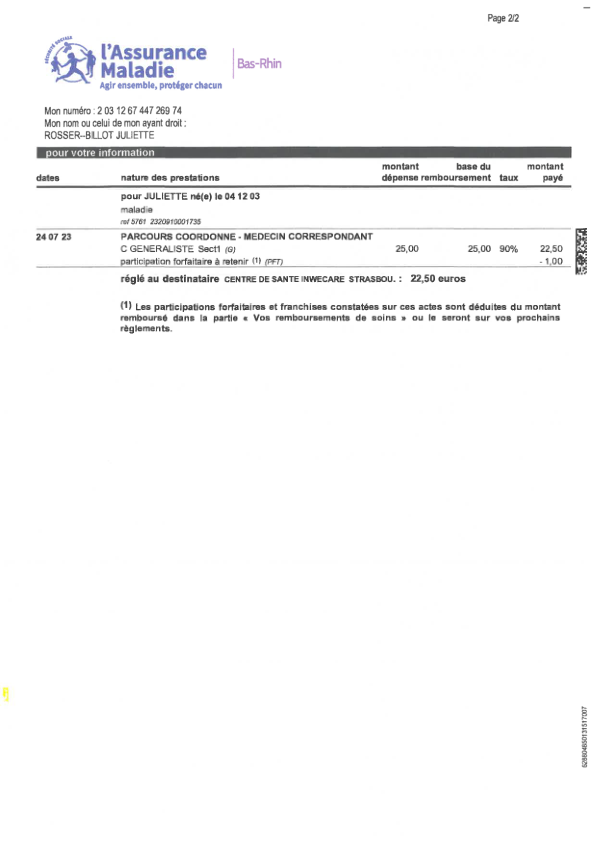 Page 2/2
SÉCURITÉ SOCIALE
l'Assurance
Maladie
Agir ensemble, protéger chacun
Bas-Rhin
Mon numéro : 2 03 12 67 447 269 74
Mon nom ou celui de mon ayant droit :
ROSSER--BILLOT JULIETTE
pour votre information
dates nature des prestations montant dépense base du remboursement taux montant payé
pour JULIETTE né(e) le 04 12 03
maladie
ref 5761 2320910001735
24 07 23 PARCOURS COORDONNE - MEDECIN CORRESPONDANT
C GENERALISTE Sect1 (G) 25,00 25,00 90% 22,50
participation forfaitaire à retenir (1) (PFT) - 1,00
réglé au destinataire CENTRE DE SANTE INWECARE STRASBOU. : 22,50 euros
(1) Les participations forfaitaires et franchises constatées sur ces actes sont déduites du montant
remboursé dans la partie « Vos remboursements de soins » ou le seront sur vos prochains
règlements.